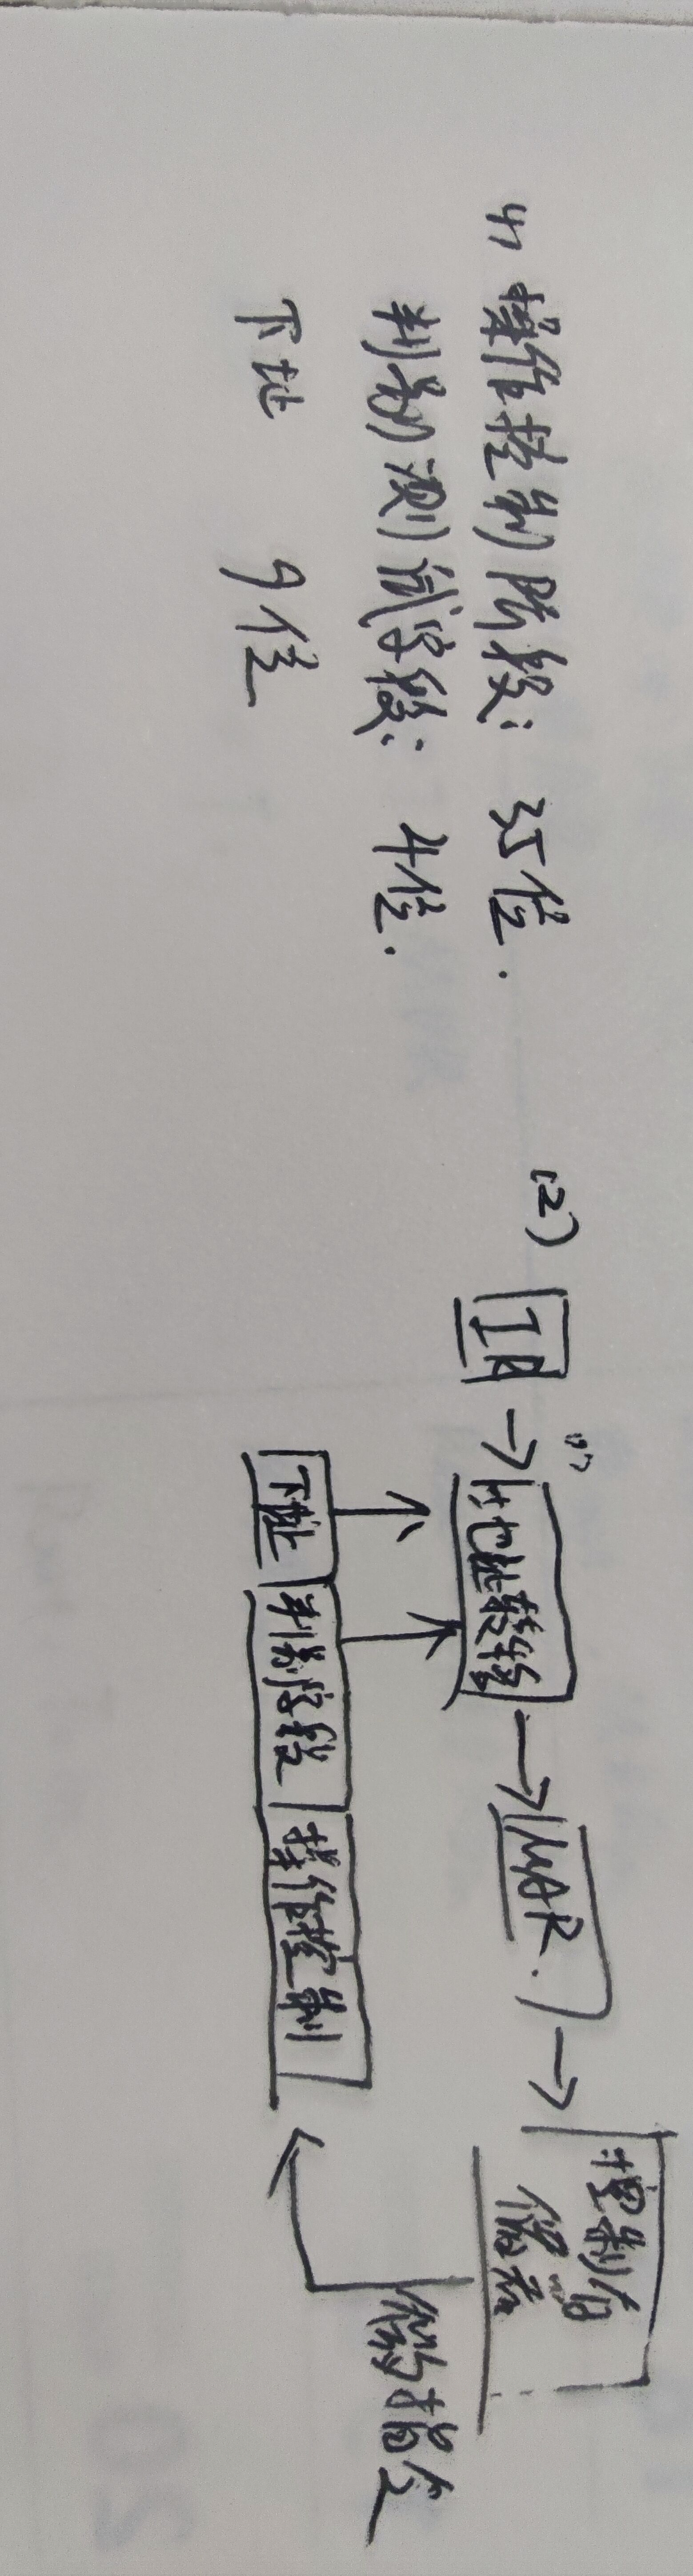 (1) 操作控制阶段: 35位.
判别测试字段: 4位.
下址 9位
(2) IR → 地址转移 → MAR. → 控制存
储器
微指令
下址 判别字段 操作控制